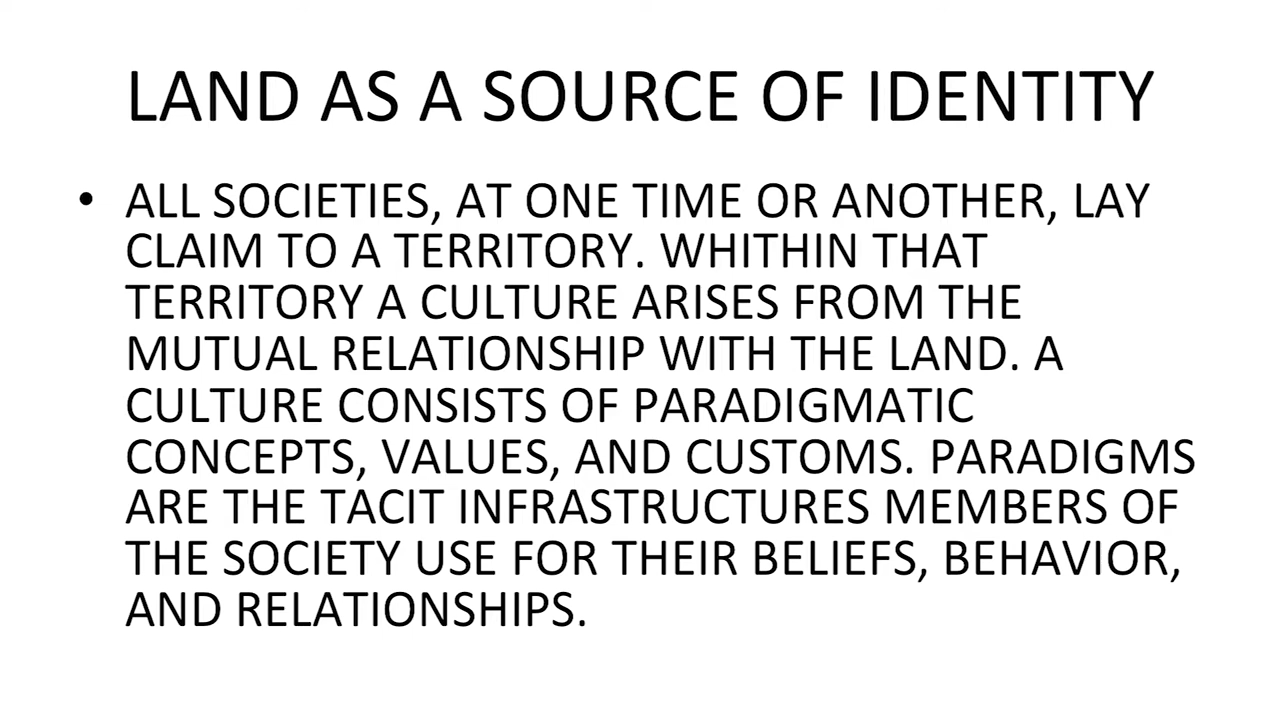 LAND AS A SOURCE OF IDENTITY
• ALL SOCIETIES, AT ONE TIME OR ANOTHER, LAY
CLAIM TO A TERRITORY. WHITHIN THAT
TERRITORY A CULTURE ARISES FROM THE
MUTUAL RELATIONSHIP WITH THE LAND. A
CULTURE CONSISTS OF PARADIGMATIC
CONCEPTS, VALUES, AND CUSTOMS. PARADIGMS
ARE THE TACIT INFRASTRUCTURES MEMBERS OF
THE SOCIETY USE FOR THEIR BELIEFS, BEHAVIOR,
AND RELATIONSHIPS.